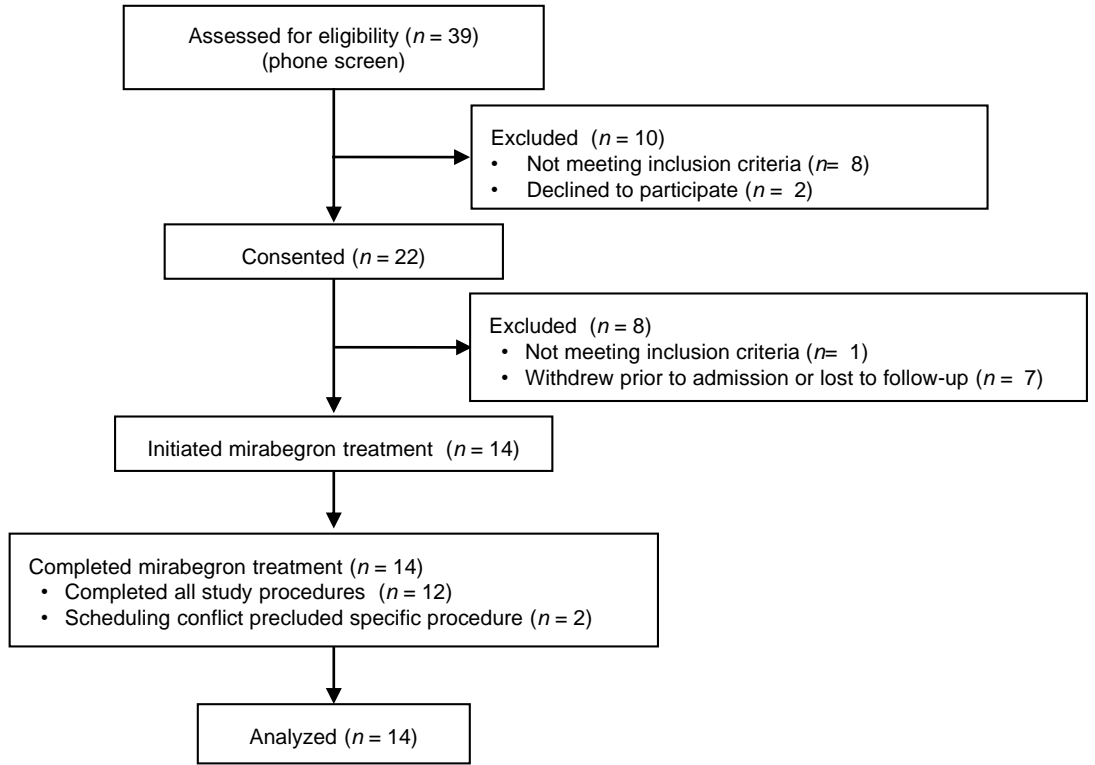 Assessed for eligibility (n = 39)
(phone screen)
Excluded (n = 10)
• Not meeting inclusion criteria (n= 8)
• Declined to participate (n = 2)
Consented (n = 22)
Excluded (n = 8)
• Not meeting inclusion criteria (n= 1)
• Withdrew prior to admission or lost to follow-up (n = 7)
Initiated mirabegron treatment (n = 14)
Completed mirabegron treatment (n = 14)
• Completed all study procedures (n = 12)
• Scheduling conflict precluded specific procedure (n = 2)
Analyzed (n = 14)